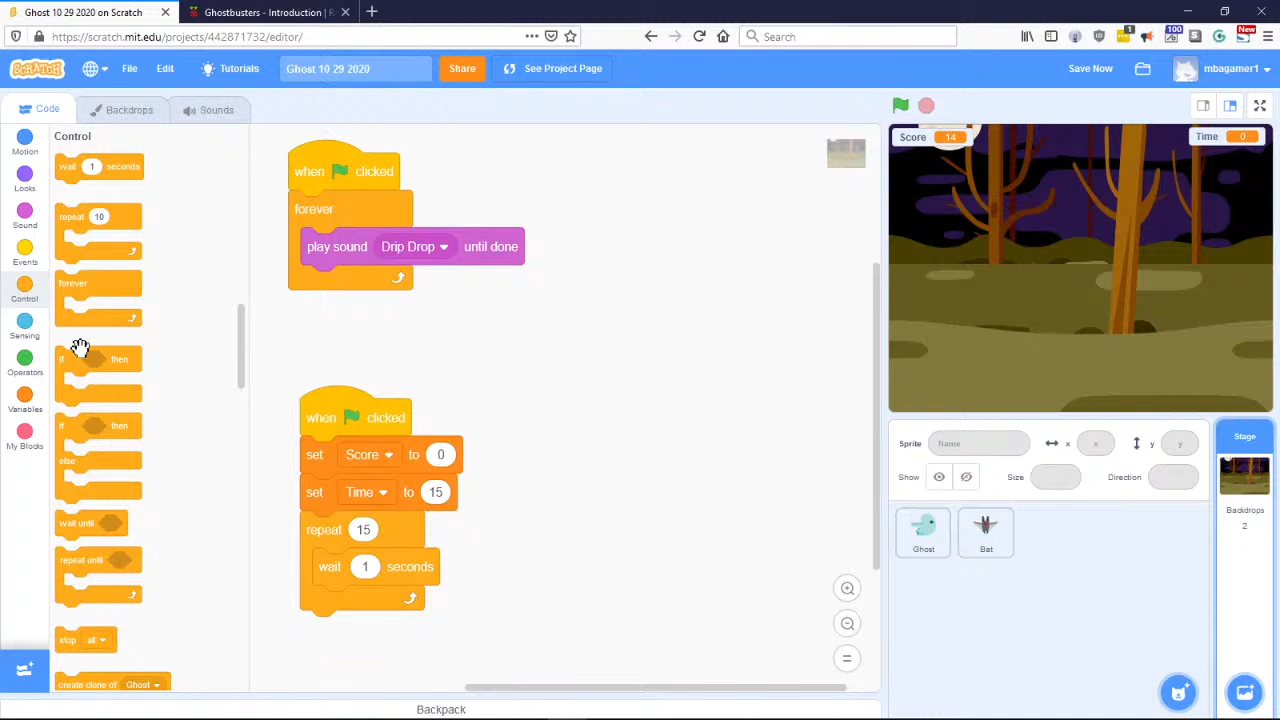 Ghost 10 29 2020 on Scratch
Ghostbusters - Introduction | R
https://scratch.mit.edu/projects/442871732/editor/
Search
1
100
New
SCRATCH
File
Edit
Tutorials
Ghost 10 29 2020
Share
See Project Page
Save Now
mbagamer1
Code
Backdrops
Sounds
Motion
Looks
Sound
Events
Control
Sensing
Operators
Variables
My Blocks
Control
wait 1 seconds
repeat 10
forever
if then
if then
else
wait until
repeat until
stop all
create clone of Ghost
when clicked
forever
play sound Drip Drop until done
when clicked
set Score to 0
set Time to 15
repeat 15
wait 1 seconds
Score 14
Time 0
Sprite Name x x y y
Show Size Direction
Ghost
Bat
Stage
Backdrops
2
Backpack